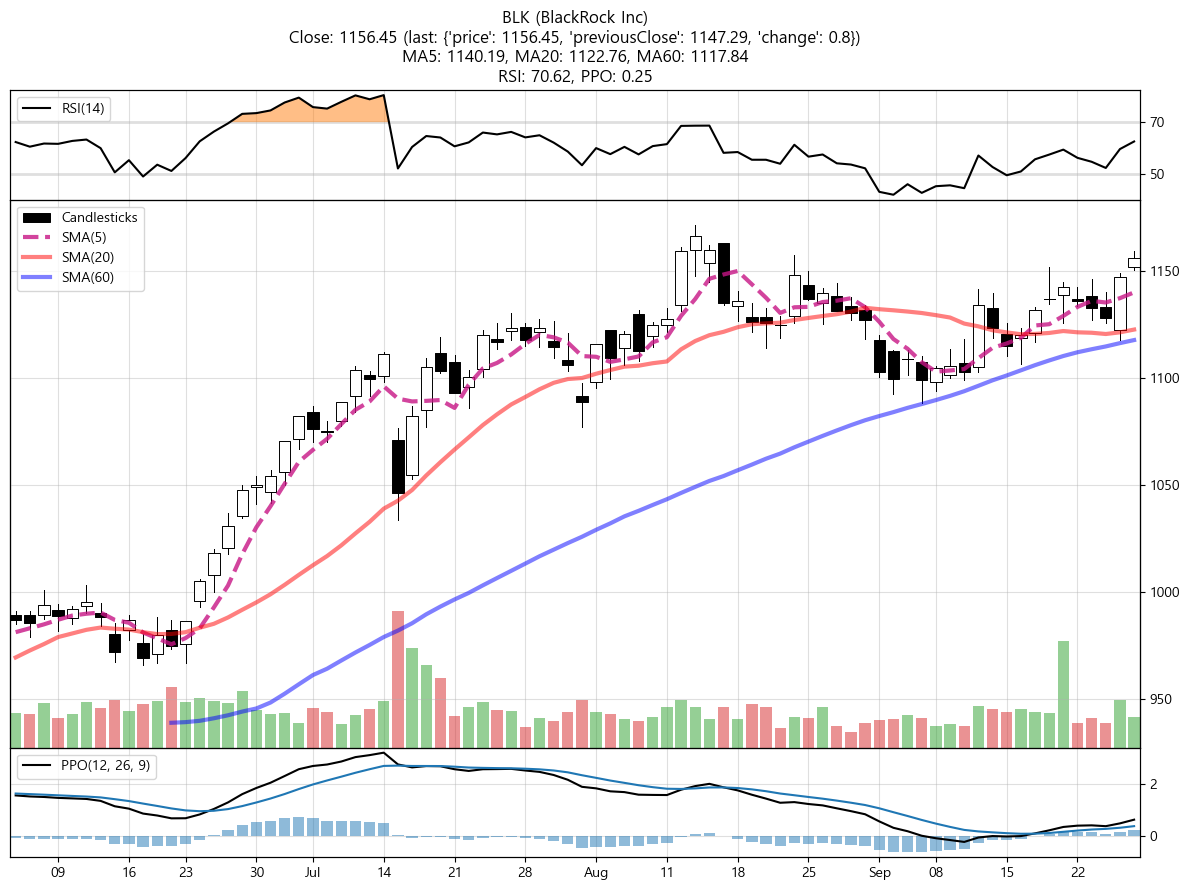 BLK (BlackRock Inc)
Close: 1156.45 (last: {'price': 1156.45, 'previousClose': 1147.29, 'change': 0.8})
MA5: 1140.19, MA20: 1122.76, MA60: 1117.84
RSI: 70.62, PPO: 0.25
RSI(14)
70
50
Candlesticks
SMA(5)
SMA(20)
SMA(60)
1150
1100
1050
1000
950
PPO(12, 26, 9)
2
0
09 16 23 30 Jul 14 21 28 Aug 11 18 25 Sep 08 15 22